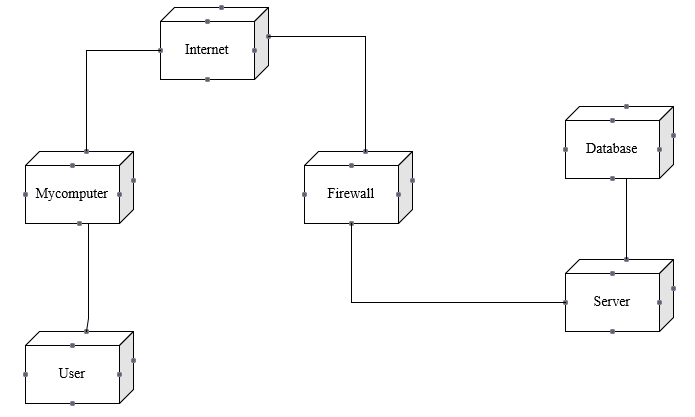 Internet
Database
Mycomputer
Firewall
Server
User